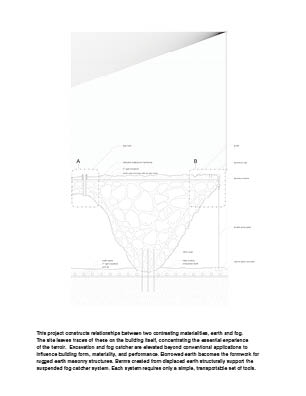 A
B
This project constructs relationships between two contrasting materialities, earth and fog.
The site leaves traces of these on the building itself, concentrating the essential experience
of the terroir. Excavation and fog catcher are elevated beyond conventional applications to
influence building form, materiality, and performance. Borrowed earth becomes the formwork for
rugged earth masonry structures. Berms created from displaced earth structurally support the
suspended fog catcher system. Each system requires only a simple, transportable set of tools.